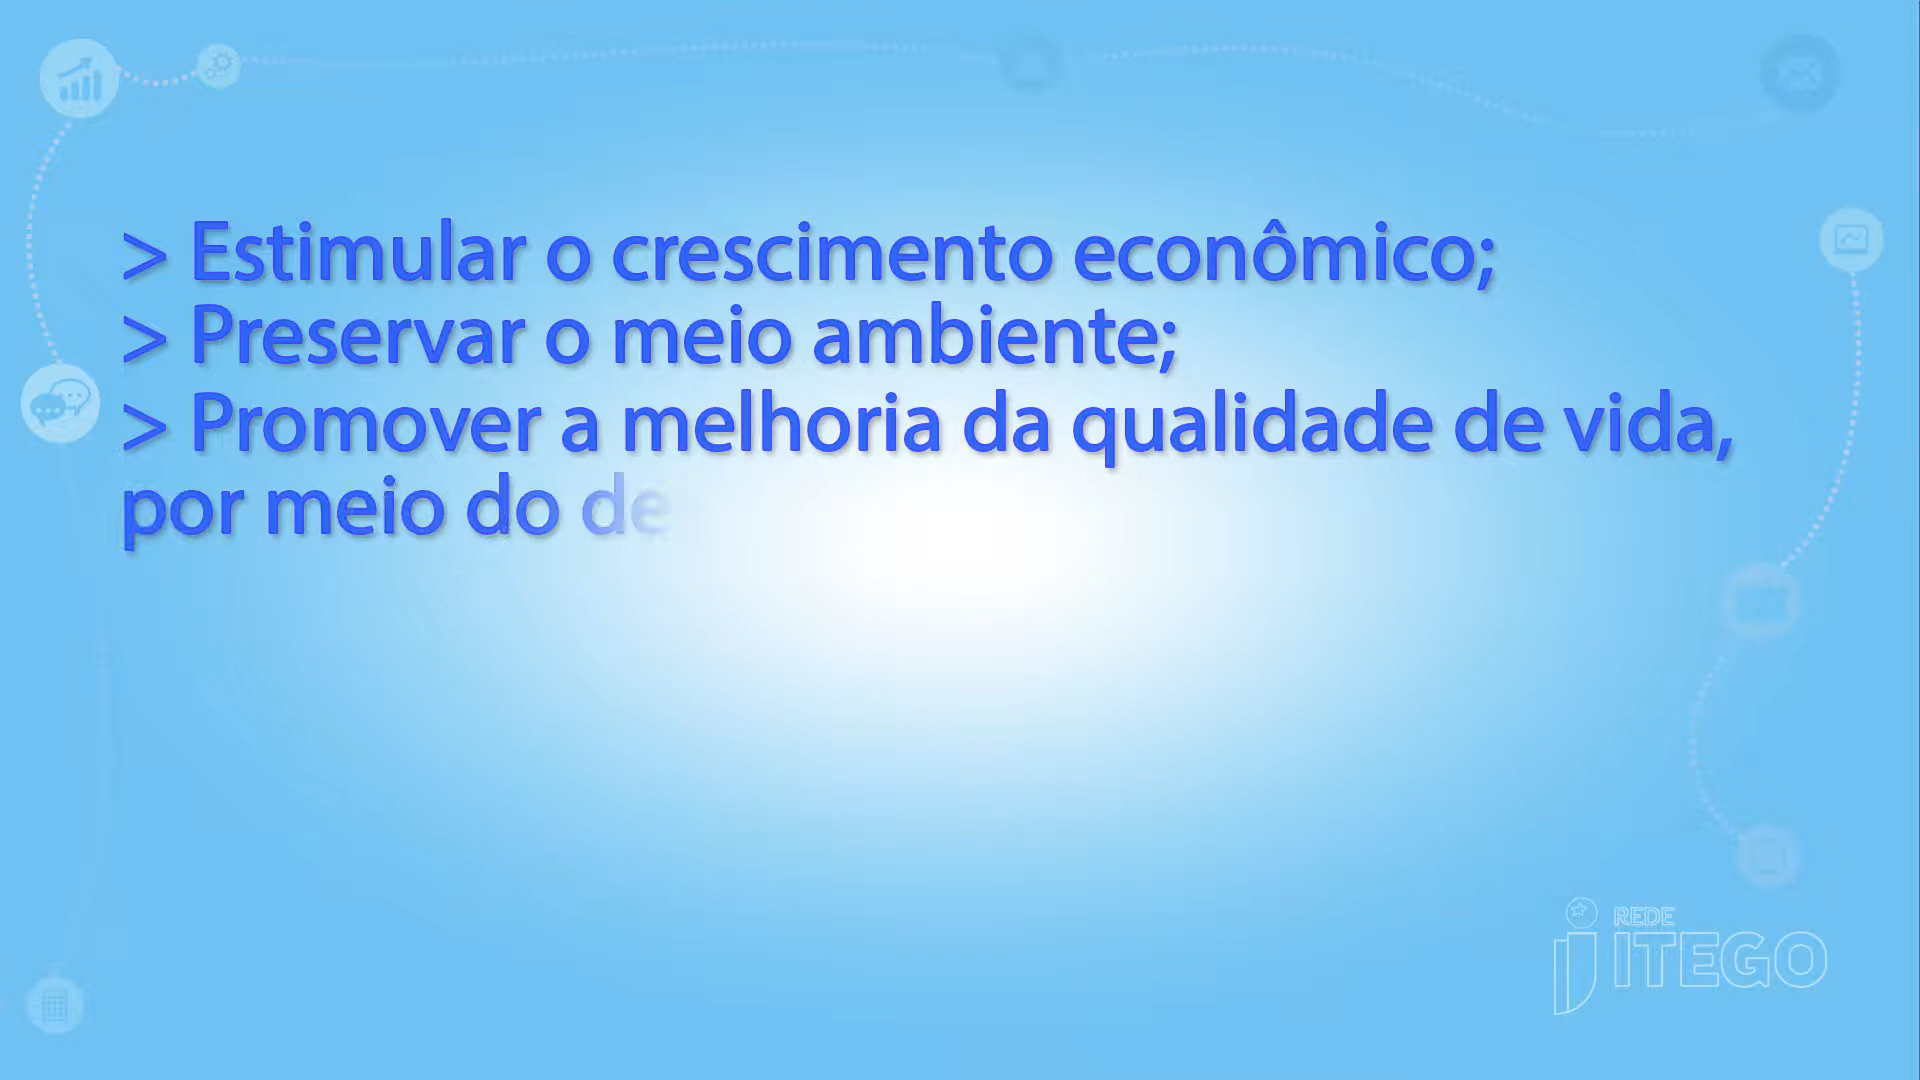 > Estimular o crescimento econômico;
> Preservar o meio ambiente;
> Promover a melhoria da qualidade de vida,
por meio do de
REDE
ITEGO